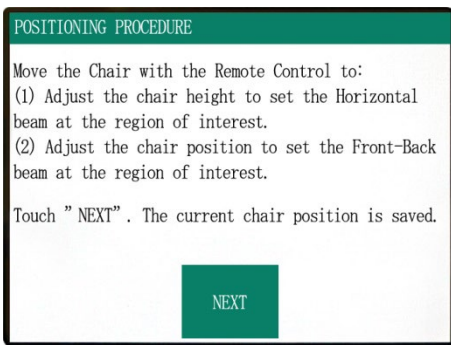 POSITIONING PROCEDURE
Move the Chair with the Remote Control to:
(1) Adjust the chair height to set the Horizontal
beam at the region of interest.
(2) Adjust the chair position to set the Front-Back
beam at the region of interest.
Touch "NEXT". The current chair position is saved.
NEXT